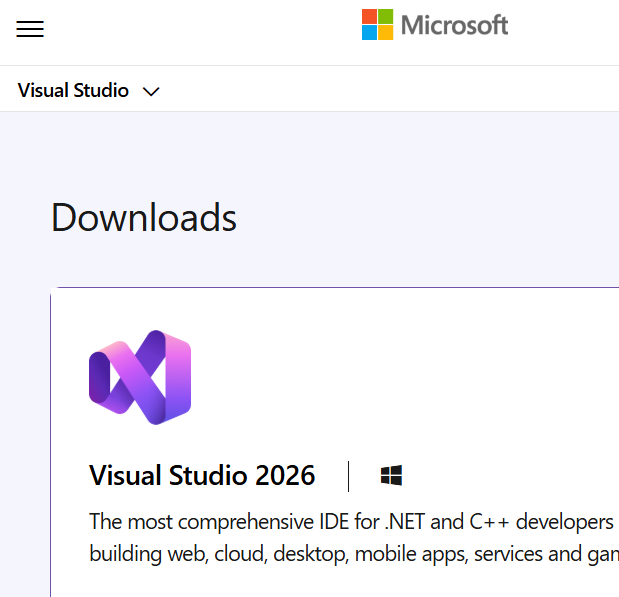 Microsoft
Visual Studio
Downloads
Visual Studio 2026
The most comprehensive IDE for .NET and C++ developers
building web, cloud, desktop, mobile apps, services and